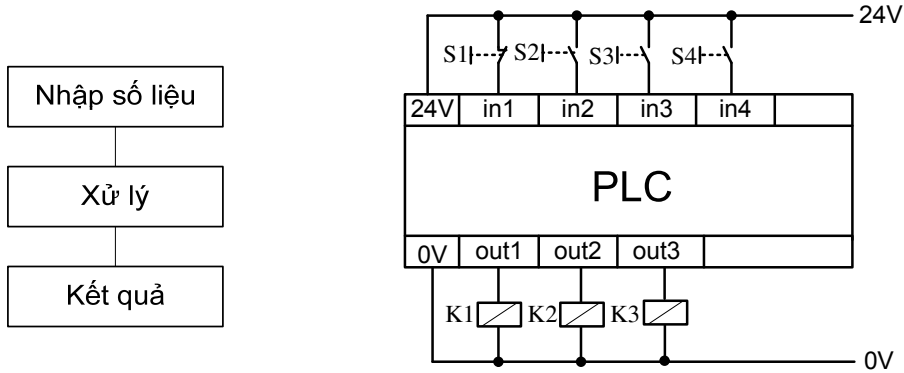 Nhập số liệu
Xử lý
Kết quả
24V
S1 S2 S3 S4
24V in1 in2 in3 in4
PLC
0V out1 out2 out3
K1 K2 K3
0V